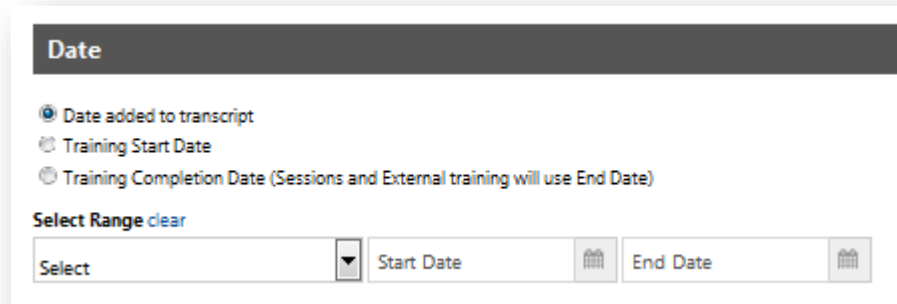 Date
Date added to transcript
Training Start Date
Training Completion Date (Sessions and External training will use End Date)
Select Range clear
Select Start Date End Date